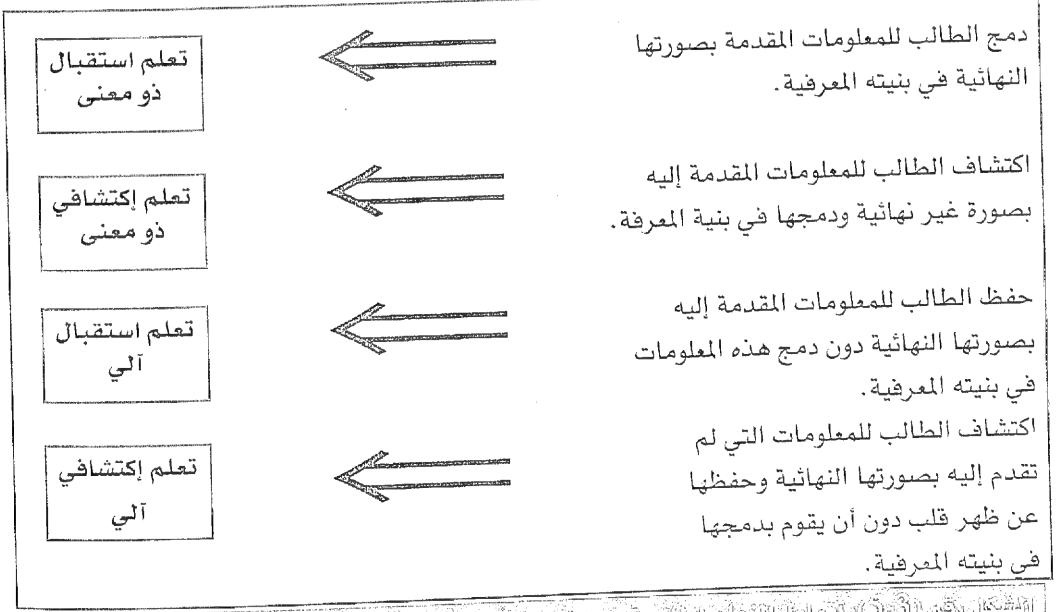 دمج الطالب للمعلومات المقدمة بصورتها
النهائية في بنيته المعرفية.
تعلم استقبال
ذو معنى
اكتشاف الطالب للمعلومات المقدمة إليه
بصورة غير نهائية ودمجها في بنية المعرفة.
تعلم إكتشافي
ذو معنى
حفظ الطالب للمعلومات المقدمة إليه
بصورتها النهائية دون دمج هذه المعلومات
في بنيته المعرفية.
تعلم استقبال
آلي
اكتشاف الطالب للمعلومات التي لم
تقدم إليه بصورتها النهائية وحفظها
عن ظهر قلب دون أن يقوم بدمجها
في بنيته المعرفية.
تعلم إكتشافي
آلي